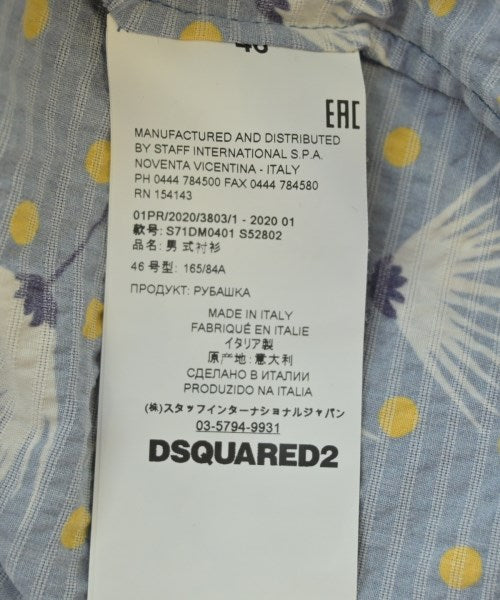 46
EAC
MANUFACTURED AND DISTRIBUTED
BY STAFF INTERNATIONAL S.P.A.
NOVENTA VICENTINA - ITALY
PH 0444 784500 FAX 0444 784580
RN 154143
01PR/2020/3803/1 - 2020 01
款号: S71DM0401 S52802
品名: 男 式衬衫
46 号型: 165/84A
ПРОДУКТ: РУБАШКА
MADE IN ITALY
FABRIQUÉ EN ITALIE
イタリア製
原产地: 意大利
СДЕЛАНО В ИТАЛИИ
PRODUZIDO NA ITALIA
(株)スタッフインターナショナルジャパン
03-5794-9931
DSQUARED2